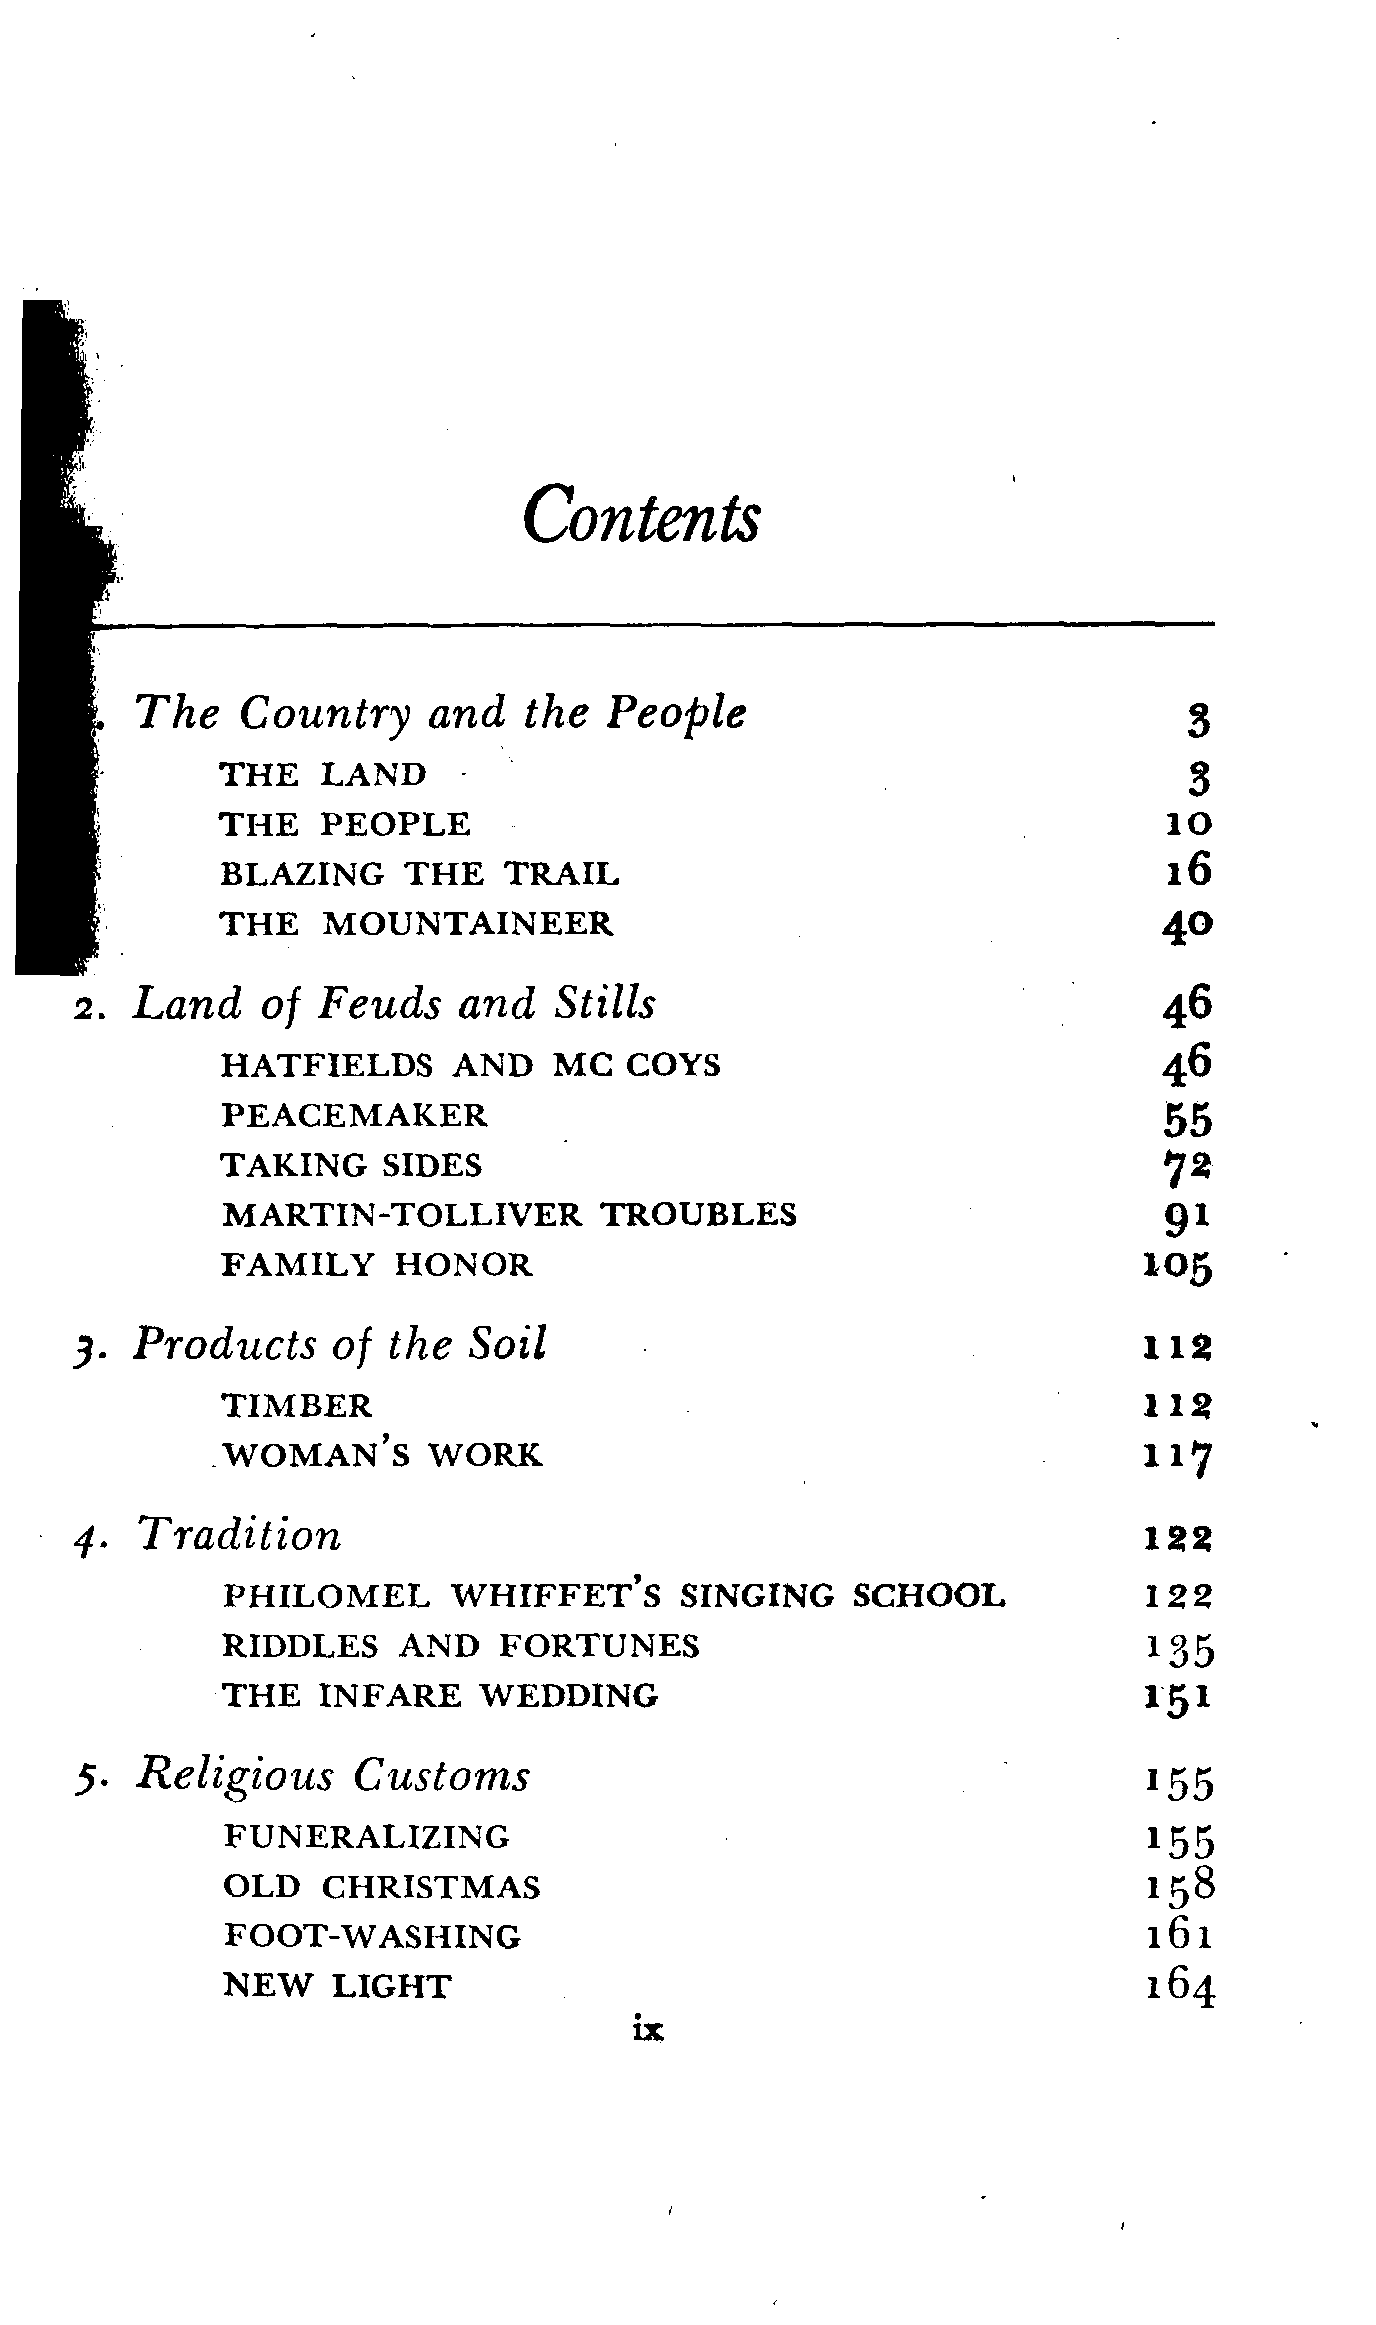 Contents
. The Country and the People 3
THE LAND 3
THE PEOPLE 10
BLAZING THE TRAIL 16
THE MOUNTAINEER 40
2. Land of Feuds and Stills 46
HATFIELDS AND MC COYS 46
PEACEMAKER 55
TAKING SIDES 72
MARTIN-TOLLIVER TROUBLES 91
FAMILY HONOR 105
3. Products of the Soil 112
TIMBER 112
WOMAN'S WORK 117
4. Tradition 122
PHILOMEL WHIFFET'S SINGING SCHOOL 122
RIDDLES AND FORTUNES 135
THE INFARE WEDDING 151
5. Religious Customs 155
FUNERALIZING 155
OLD CHRISTMAS 158
FOOT-WASHING 161
NEW LIGHT 164
ix